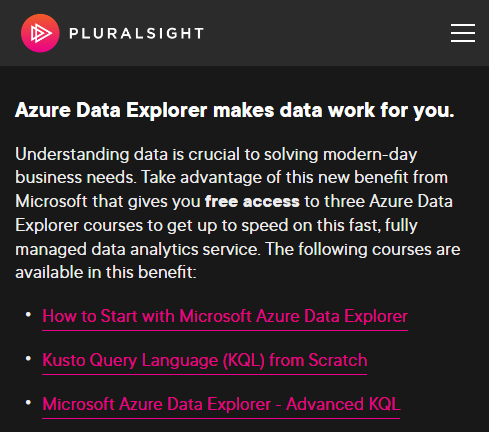 PLURALSIGHT
Azure Data Explorer makes data work for you.
Understanding data is crucial to solving modern-day
business needs. Take advantage of this new benefit from
Microsoft that gives you free access to three Azure Data
Explorer courses to get up to speed on this fast, fully
managed data analytics service. The following courses are
available in this benefit:
• How to Start with Microsoft Azure Data Explorer
• Kusto Query Language (KQL) from Scratch
• Microsoft Azure Data Explorer - Advanced KQL